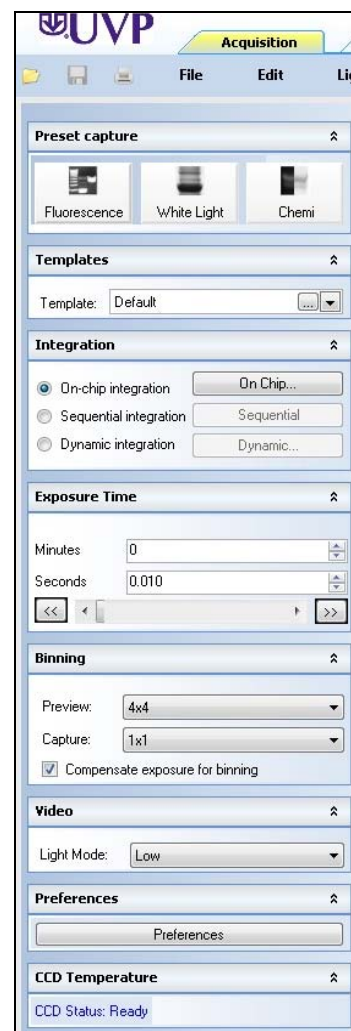 UVP
Acquisition
File Edit
Preset capture
Fluorescence White Light Chemi
Templates
Template: Default ...
Integration
On-chip integration On Chip...
Sequential integration Sequential
Dynamic integration Dynamic...
Exposure Time
Minutes 0
Seconds 0.010
<< >>
Binning
Preview: 4x4
Capture: 1x1
Compensate exposure for binning
Video
Light Mode: Low
Preferences
Preferences
CCD Temperature
CCD Status: Ready